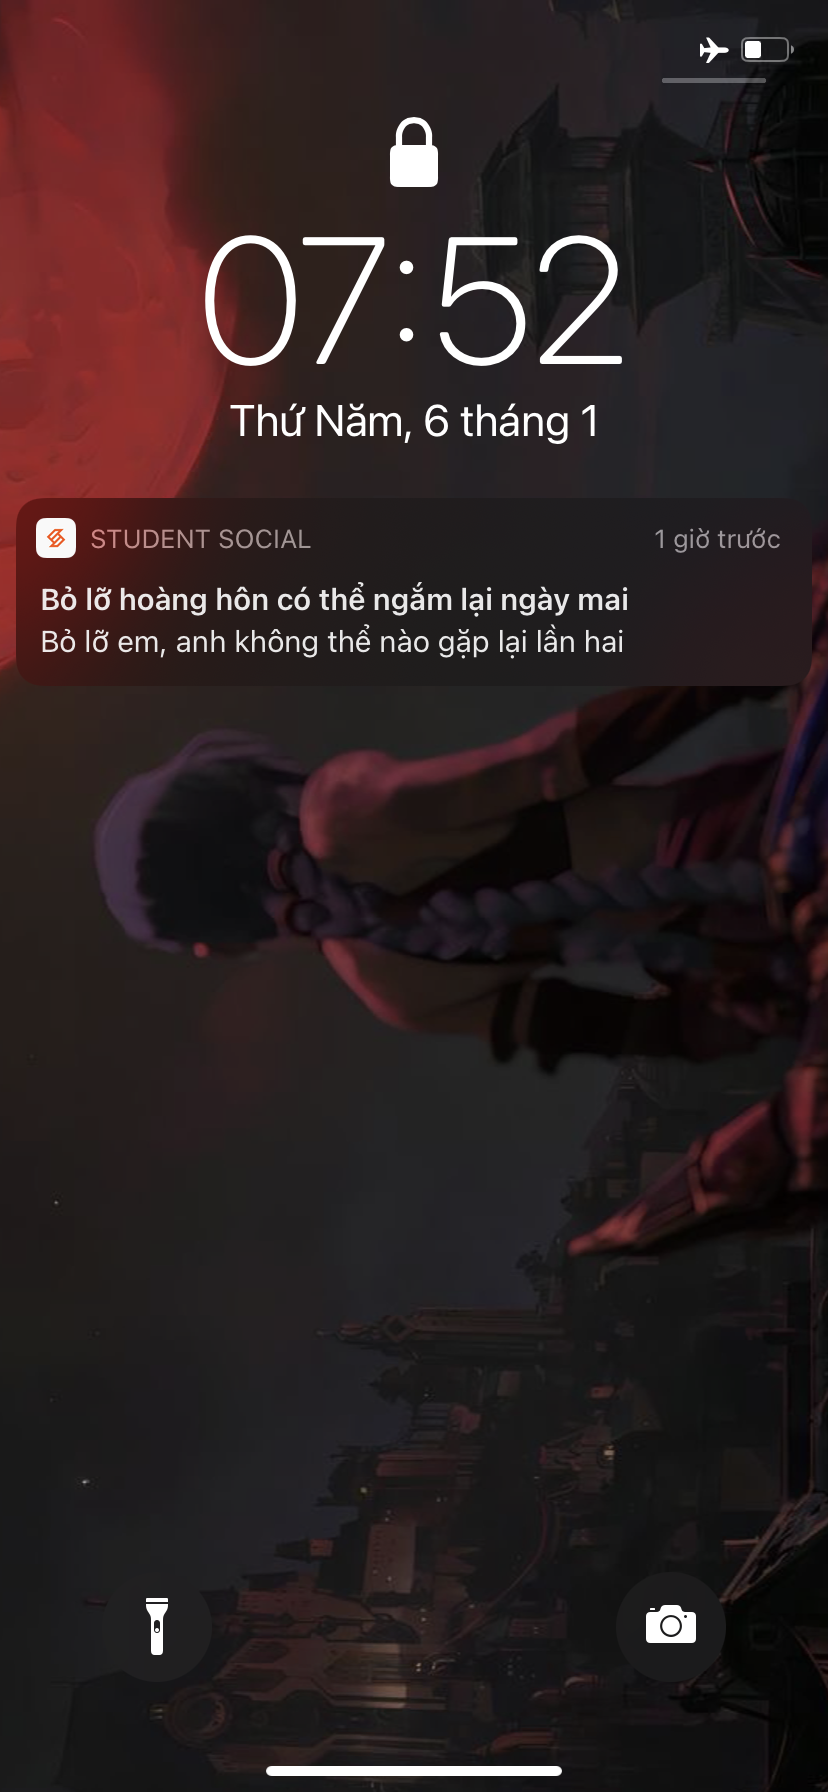 07:52
Thứ Năm, 6 tháng 1
STUDENT SOCIAL
1 giờ trước
Bỏ lỡ hoàng hôn có thể ngắm lại ngày mai
Bỏ lỡ em, anh không thể nào gặp lại lần hai